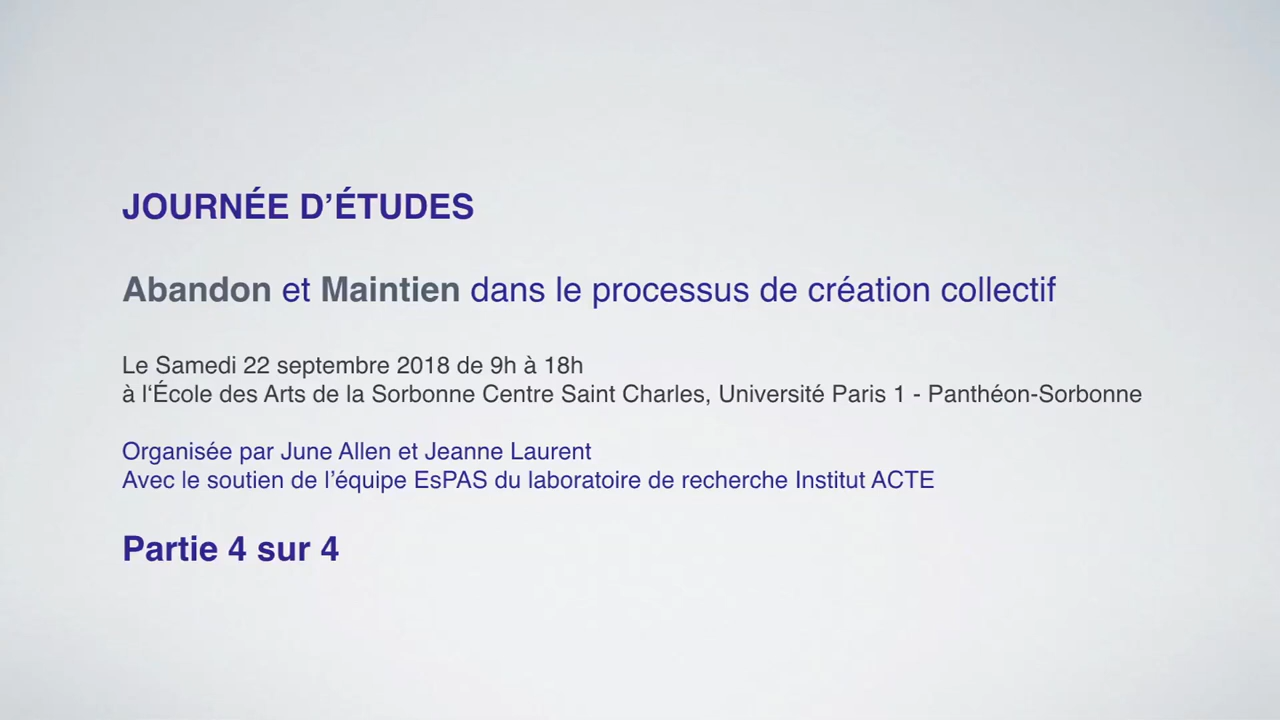 JOURNÉE D’ÉTUDES
Abandon et Maintien dans le processus de création collectif
Le Samedi 22 septembre 2018 de 9h à 18h
à l‘École des Arts de la Sorbonne Centre Saint Charles, Université Paris 1 - Panthéon-Sorbonne
Organisée par June Allen et Jeanne Laurent
Avec le soutien de l’équipe EsPAS du laboratoire de recherche Institut ACTE
Partie 4 sur 4